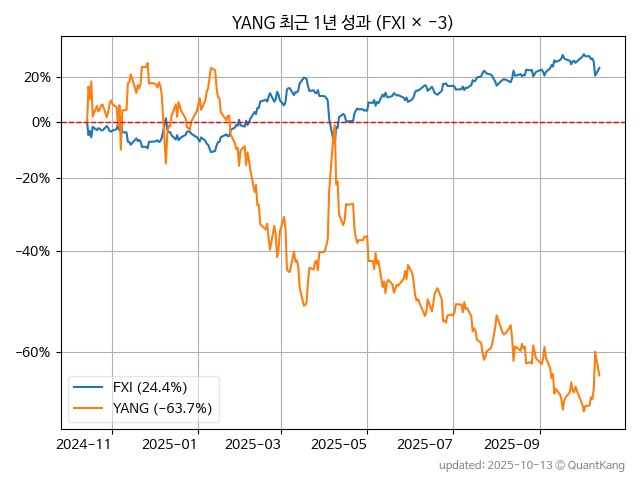 YANG 최근 1년 성과 (FXI × −3)
20%
0%
−20%
−40%
−60%
FXI (24.4%)
YANG (−63.7%)
2024-11
2025-01
2025-03
2025-05
2025-07
2025-09
updated: 2025-10-13 © QuantKang